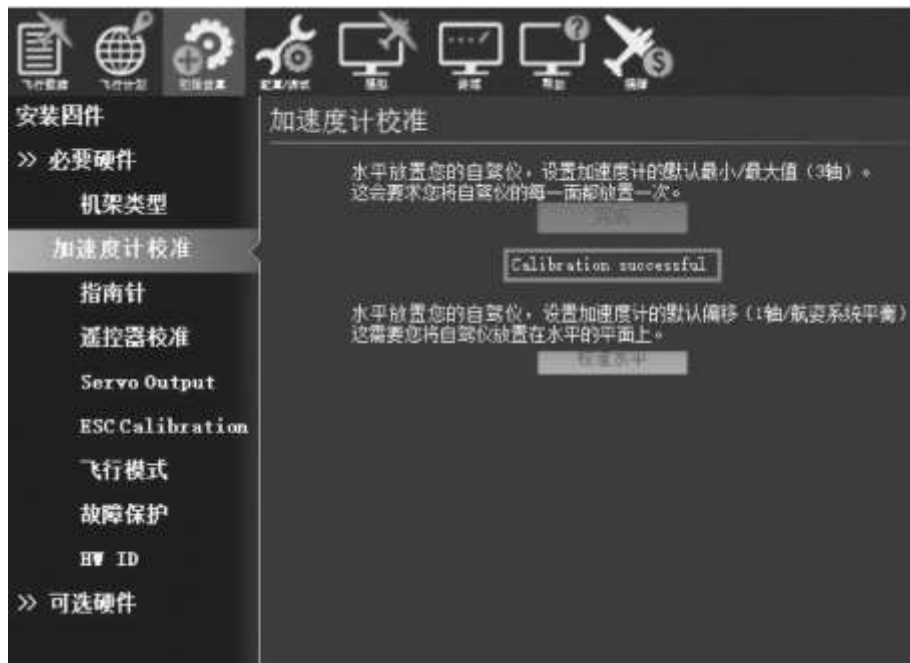 飞行数据
飞行计划
初始设置
配置/调试
模拟
终端
帮助
捐赠
安装固件
>> 必要硬件
机架类型
加速度计校准
指南针
遥控器校准
Servo Output
ESC Calibration
飞行模式
故障保护
HW ID
>> 可选硬件
加速度计校准
水平放置您的自驾仪，设置加速度计的默认最小/最大值（3轴）。
这会要求您将自驾仪的每一面都放置一次。
完成
Calibration successful
水平放置您的自驾仪，设置加速度计的默认偏移（1轴/航姿系统平衡）
这需要您将自驾仪放置在水平的平面上。
校准水平